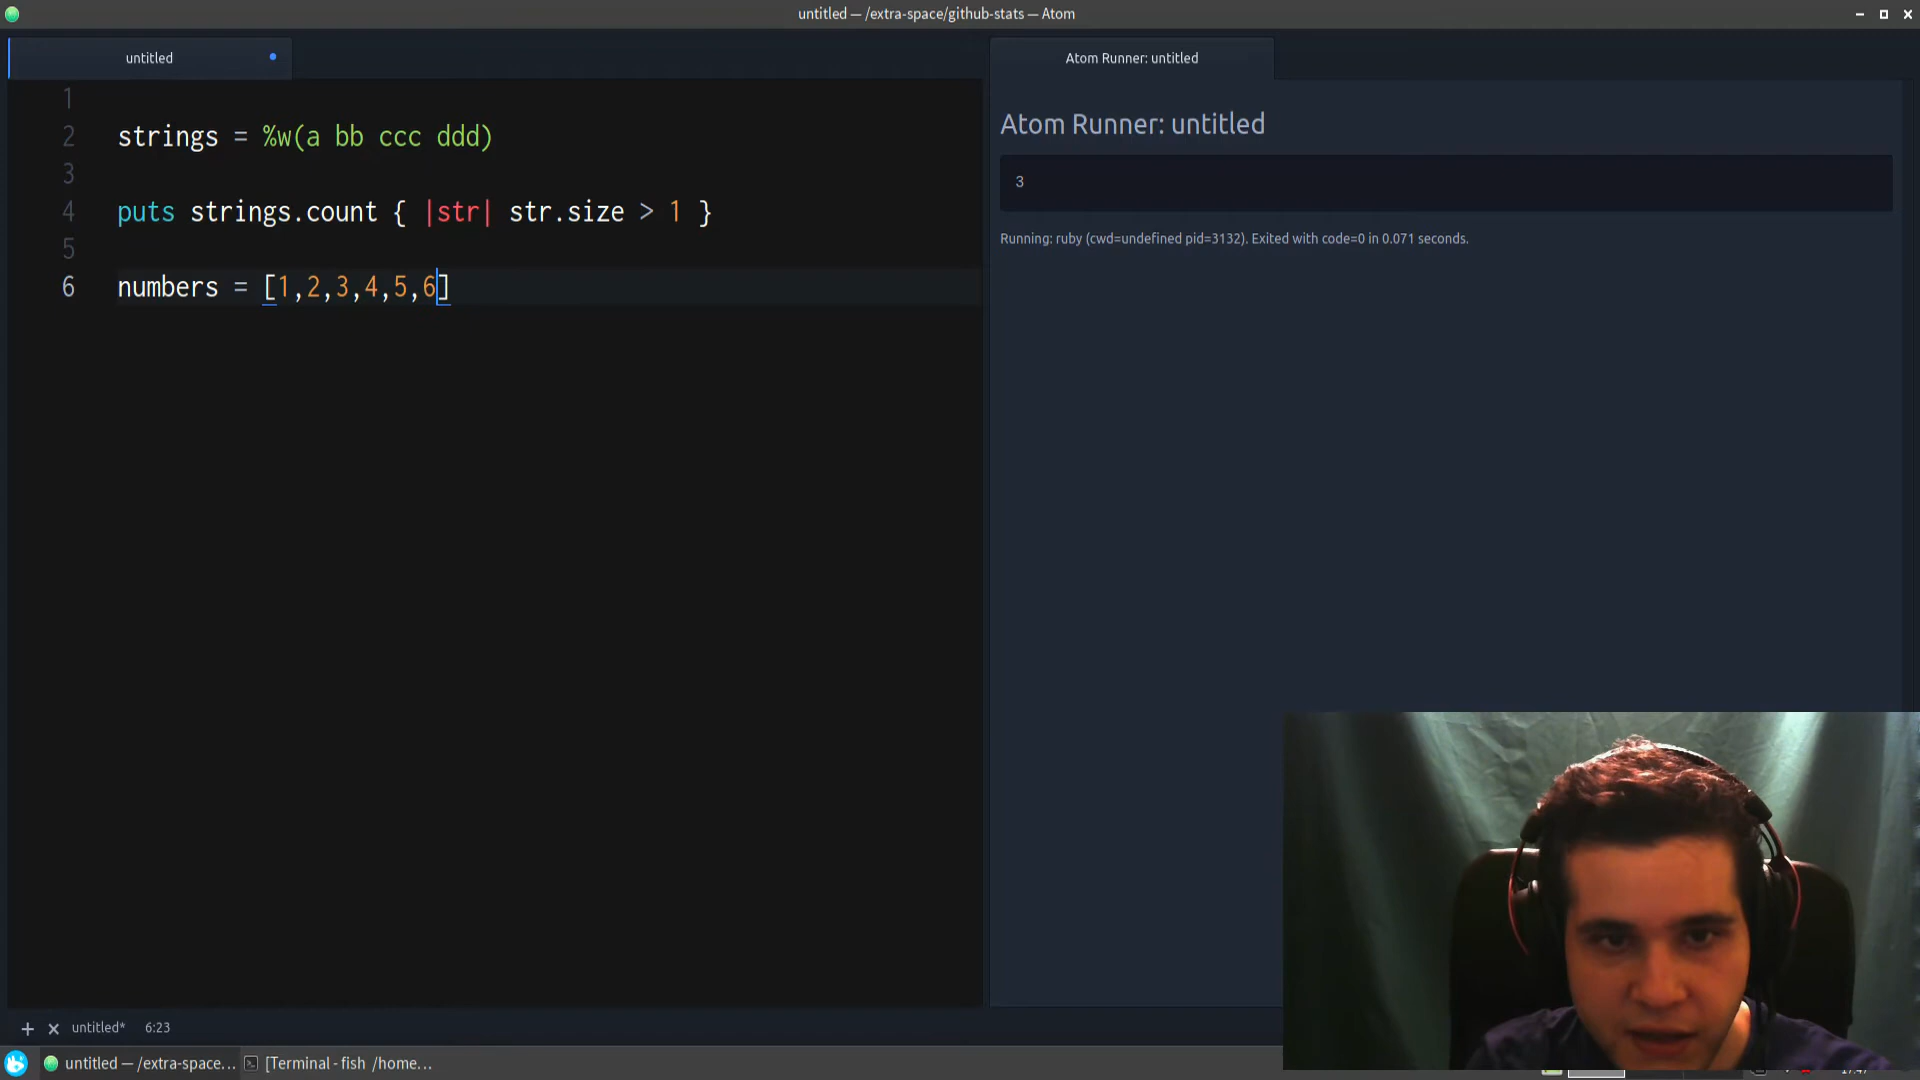 untitled — /extra-space/github-stats — Atom
untitled
Atom Runner: untitled
1
2 strings = %w(a bb ccc ddd)
3
4 puts strings.count { |str| str.size > 1 }
5
6 numbers = [1,2,3,4,5,6]
Atom Runner: untitled
3
Running: ruby (cwd=undefined pid=3132). Exited with code=0 in 0.071 seconds.
untitled* 6:23
untitled — /extra-space... [Terminal - fish /home...